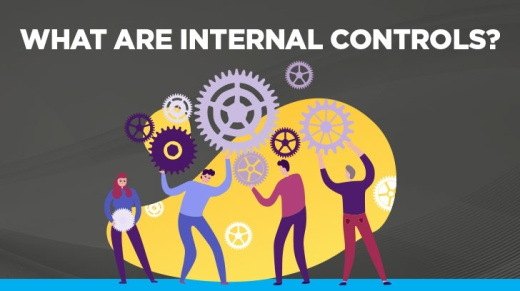 WHAT ARE INTERNAL CONTROLS?